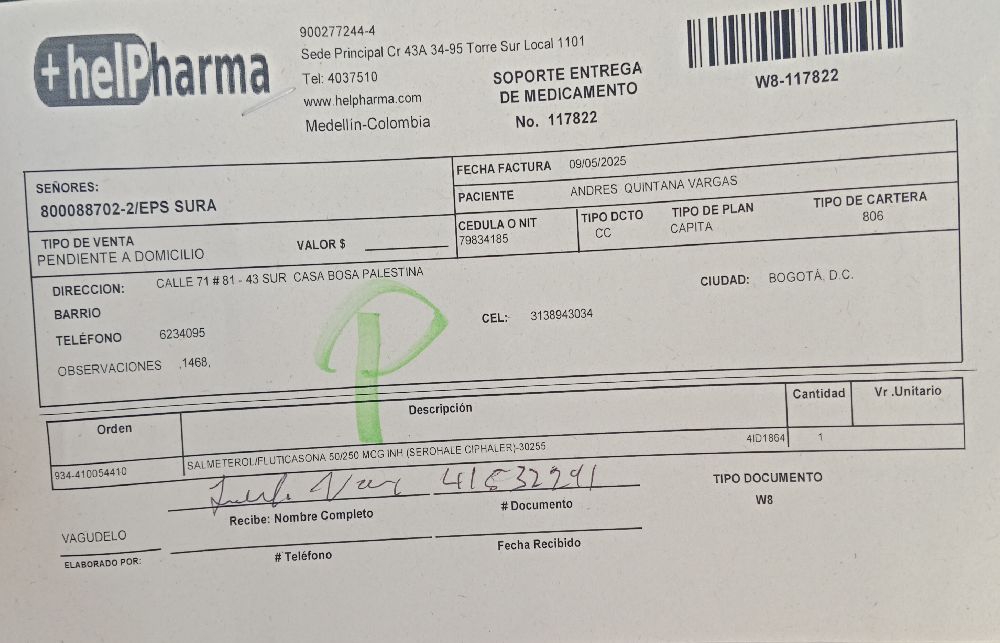 +helPharma
900277244-4
Sede Principal Cr 43A 34-95 Torre Sur Local 1101
Tel: 4037510
www.helpharma.com
Medellín-Colombia
SOPORTE ENTREGA
DE MEDICAMENTO
No. 117822
W8-117822
SEÑORES:
800088702-2/EPS SURA
FECHA FACTURA 09/05/2025
PACIENTE ANDRES QUINTANA VARGAS
TIPO DE VENTA
PENDIENTE A DOMICILIO
VALOR $
CEDULA O NIT
79834185
TIPO DCTO
CC
TIPO DE PLAN
CAPITA
TIPO DE CARTERA
806
DIRECCION: CALLE 71 # 81 - 43 SUR CASA BOSA PALESTINA
CIUDAD: BOGOTÁ, D.C.
BARRIO
TELÉFONO 6234095
CEL: 3138943034
OBSERVACIONES ,1468,
P
Orden Descripción Cantidad Vr .Unitario
934-410054410 SALMETEROL/FLUTICASONA 50/250 MCG INH (SEROHALE CIPHALER)-30255 4ID1864 1
Recibe: Nombre Completo
# Documento
TIPO DOCUMENTO
W8
VAGUDELO
ELABORADO POR:
# Teléfono
Fecha Recibido